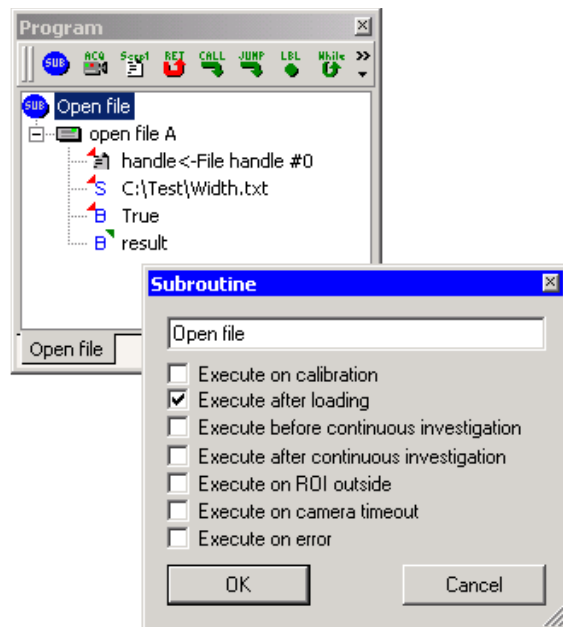 Program
SUB ACQ Script RET CALL JUMP LBL While
SUB Open file
open file A
handle<-File handle #0
S C:\Test\Width.txt
B True
B result
Open file
Subroutine
Open file
Execute on calibration
Execute after loading
Execute before continuous investigation
Execute after continuous investigation
Execute on ROI outside
Execute on camera timeout
Execute on error
OK Cancel